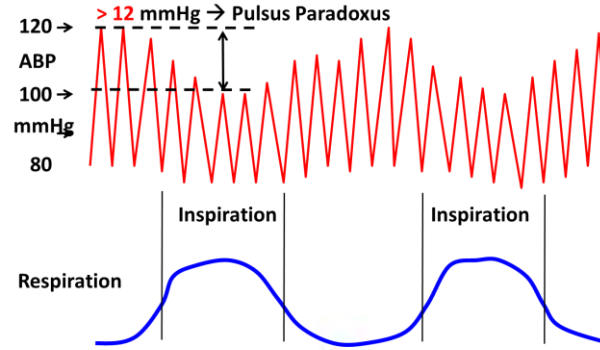 > 12 mmHg → Pulsus Paradoxus
120 →
ABP
100 →
mmHg
80
Inspiration
Inspiration
Respiration